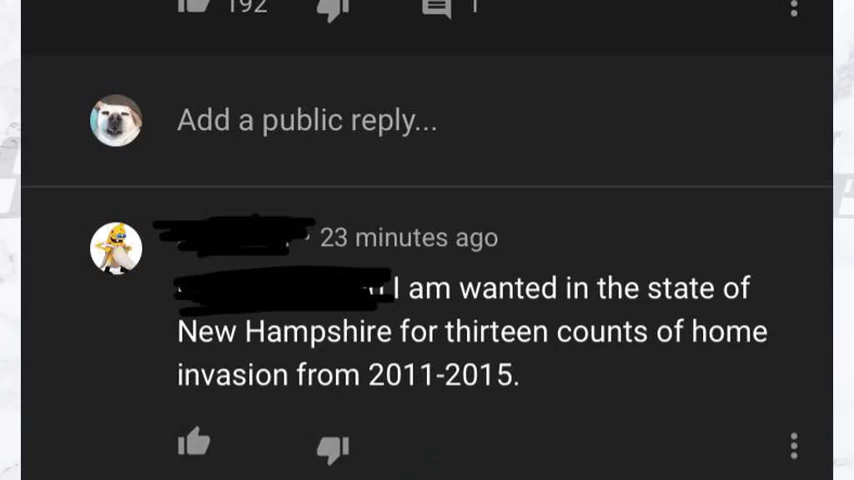 192 1
Add a public reply...
23 minutes ago
I am wanted in the state of
New Hampshire for thirteen counts of home
invasion from 2011-2015.